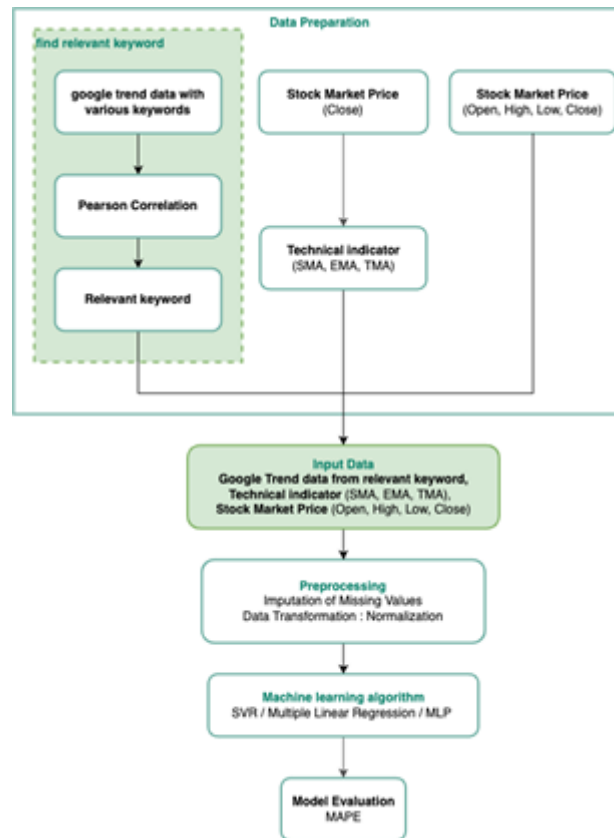 Data Preparation
find relevant keyword
google trend data with
various keywords
Pearson Correlation
Relevant keyword
Stock Market Price
(Close)
Technical indicator
(SMA, EMA, TMA)
Stock Market Price
(Open, High, Low, Close)
Input Data
Google Trend data from relevant keyword,
Technical indicator (SMA, EMA, TMA),
Stock Market Price (Open, High, Low, Close)
Preprocessing
Imputation of Missing Values
Data Transformation : Normalization
Machine learning algorithm
SVR / Multiple Linear Regression / MLP
Model Evaluation
MAPE